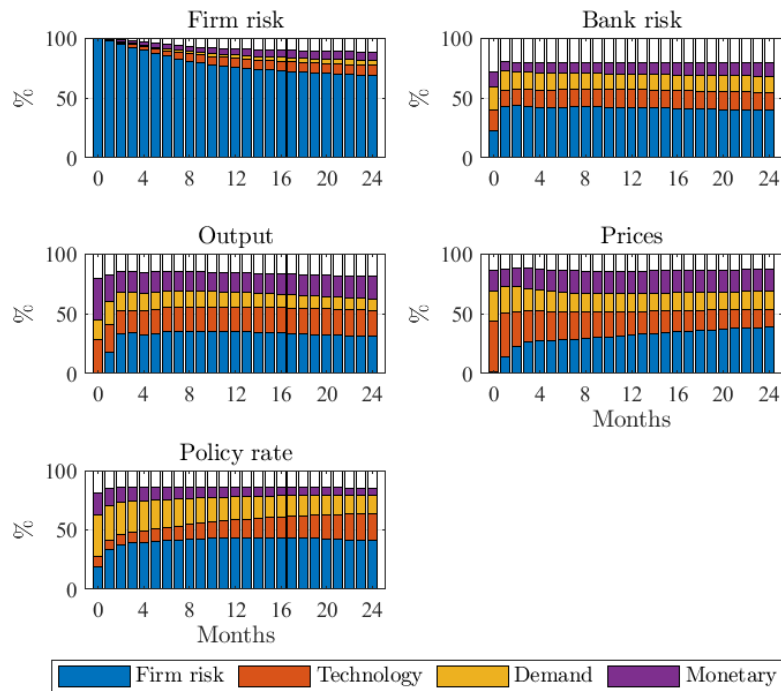 Firm risk
Bank risk
100
50
0
%
0 4 8 12 16 20 24
100
50
0
%
0 4 8 12 16 20 24
Output
Prices
100
50
0
%
0 4 8 12 16 20 24
100
50
0
%
0 4 8 12 16 20 24
Months
Policy rate
100
50
0
%
0 4 8 12 16 20 24
Months
Firm risk Technology Demand Monetary